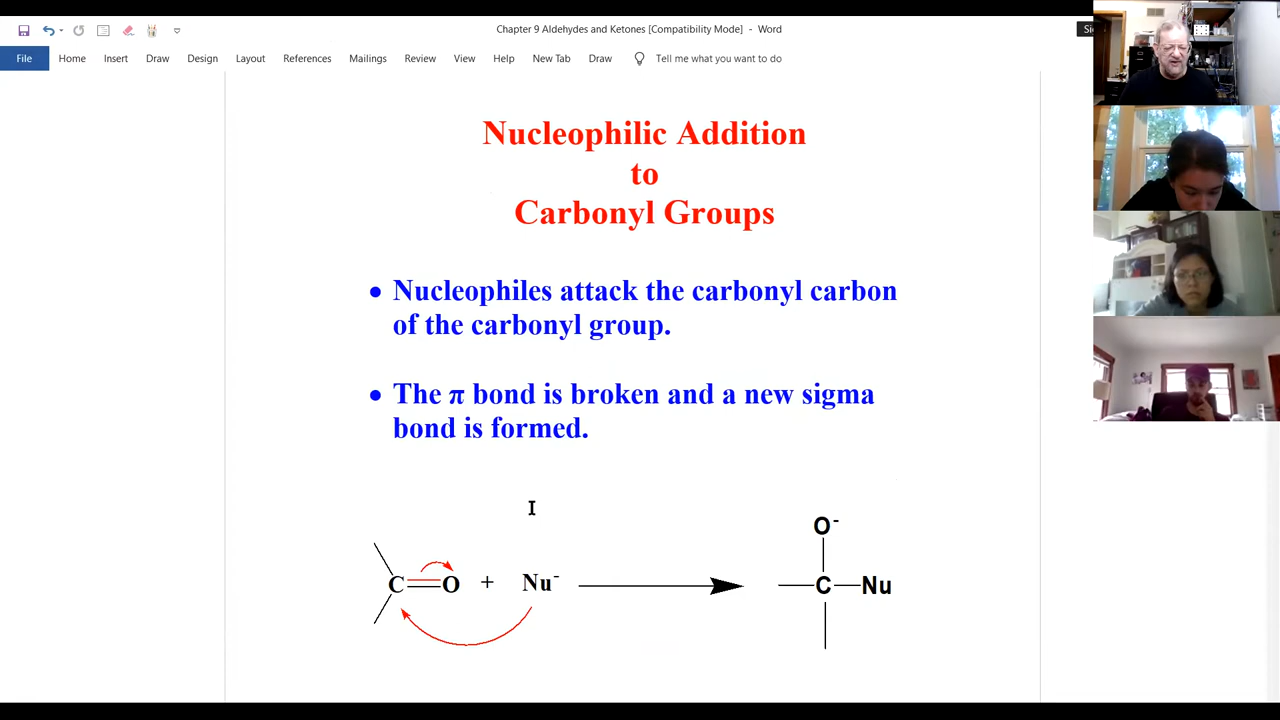 Chapter 9 Aldehydes and Ketones [Compatibility Mode] - Word
File Home Insert Draw Design Layout References Mailings Review View Help New Tab Draw Tell me what you want to do
Nucleophilic Addition
to
Carbonyl Groups
• Nucleophiles attack the carbonyl carbon
of the carbonyl group.
• The π bond is broken and a new sigma
bond is formed.
O-
C=O + Nu- C-Nu